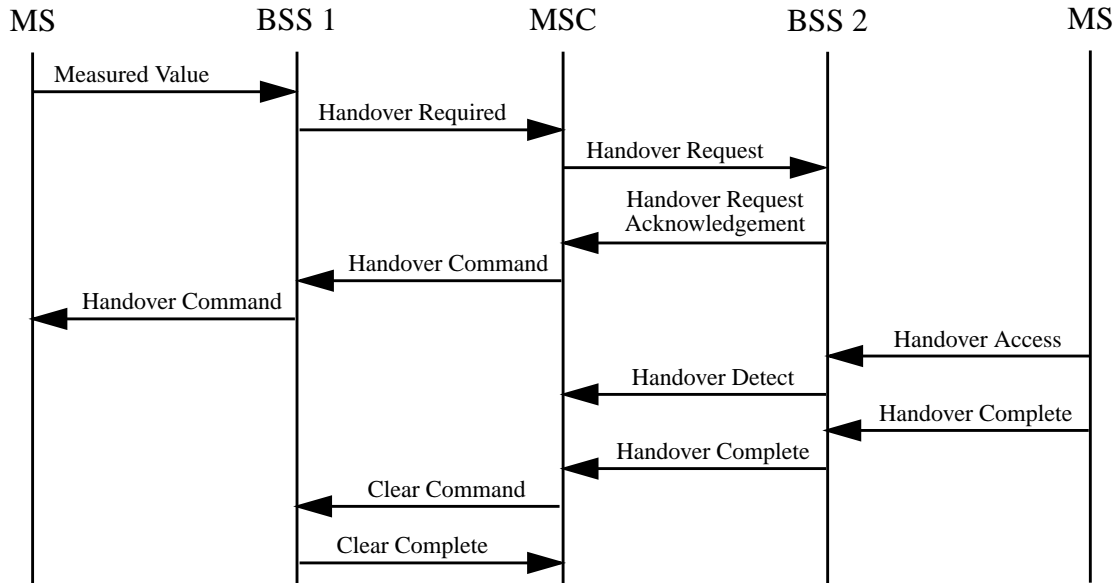 MS BSS 1 MSC BSS 2 MS
Measured Value
Handover Required
Handover Request
Handover Request
Acknowledgement
Handover Command
Handover Command
Handover Access
Handover Detect
Handover Complete
Handover Complete
Clear Command
Clear Complete